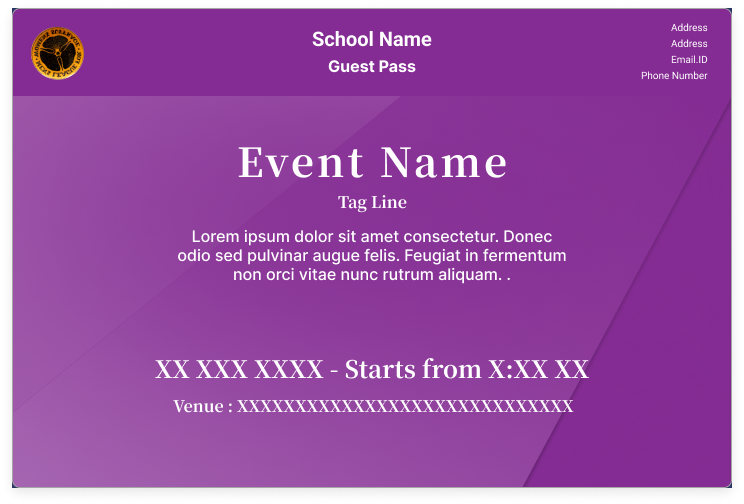 School Name
Guest Pass
Address
Address
Email.ID
Phone Number
Event Name
Tag Line
Lorem ipsum dolor sit amet consectetur. Donec
odio sed pulvinar augue felis. Feugiat in fermentum
non orci vitae nunc rutrum aliquam. .
XX XXX XXXX - Starts from X:XX XX
Venue : XXXXXXXXXXXXXXXXXXXXXXXXXXXXX